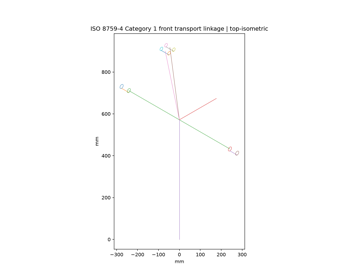 ISO 8759-4 Category 1 front transport linkage | top-isometric
800
600
mm
400
200
0
−300 −200 −100 0 100 200 300
mm